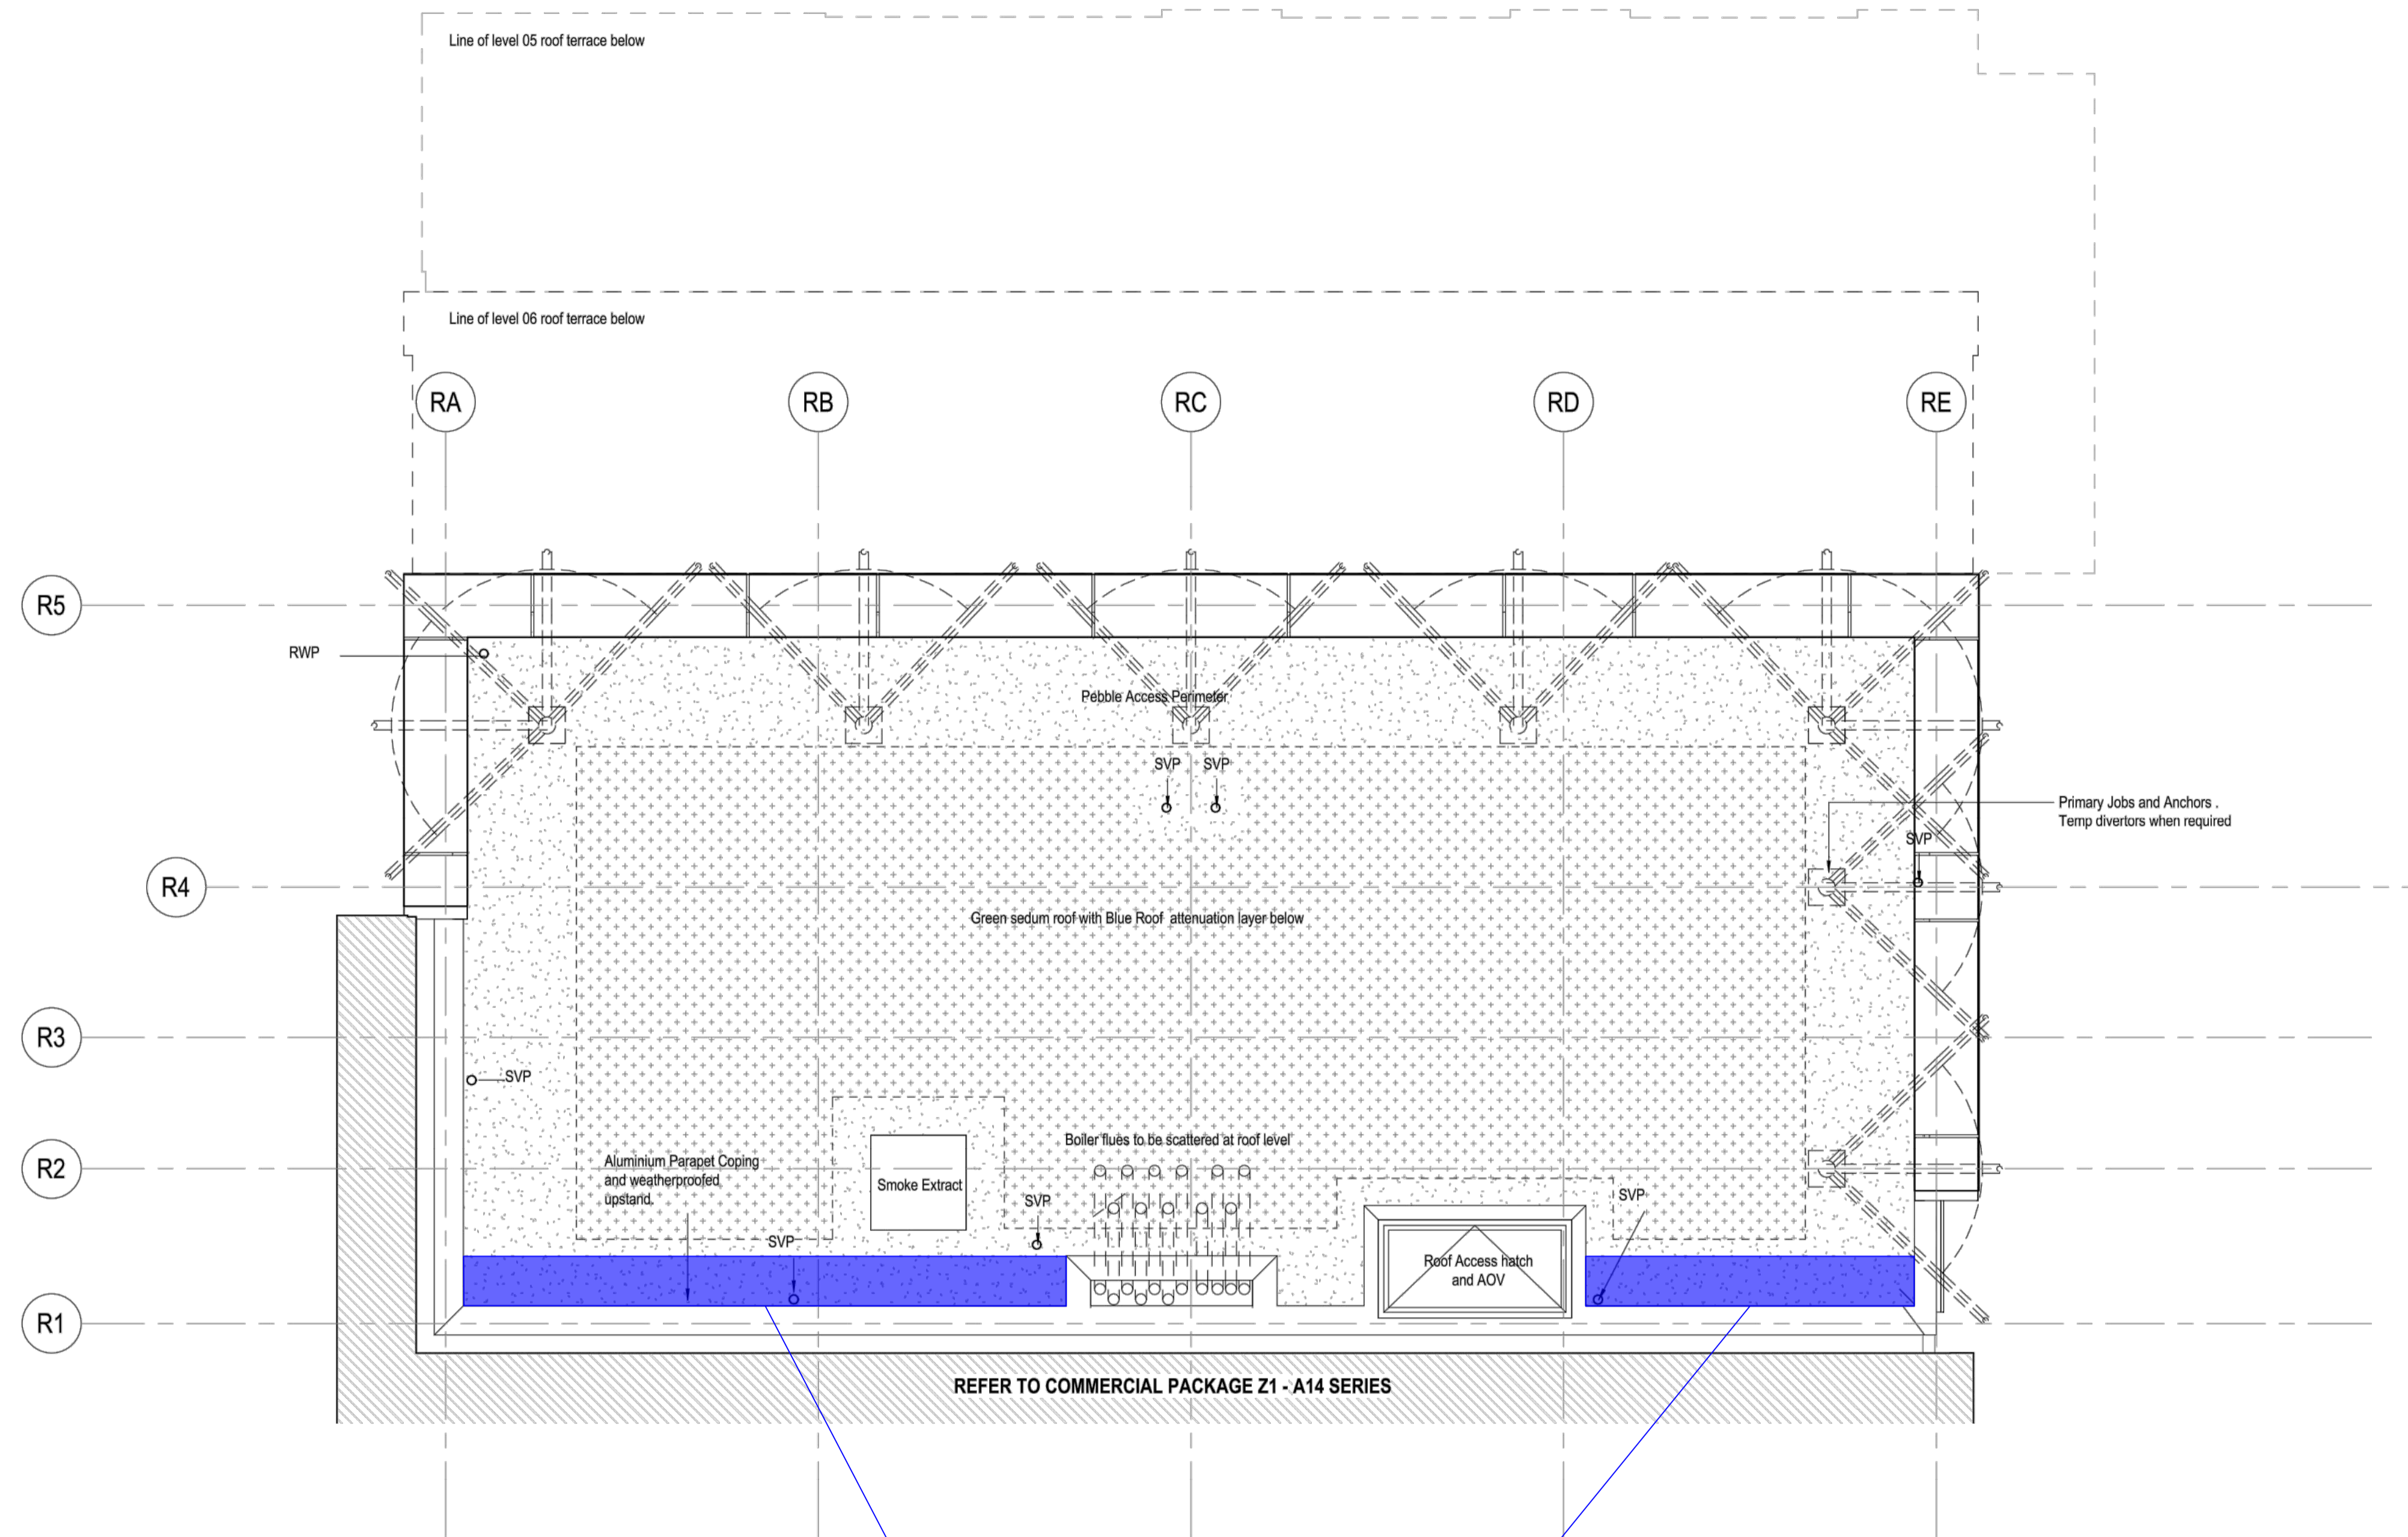 Line of level 05 roof terrace below
Line of level 06 roof terrace below
RA
RB
RC
RD
RE
R5
RWP
Pebble Access Perimeter
SVP
SVP
Primary Jobs and Anchors .
Temp divertors when required
SVP
R4
Green sedum roof with Blue Roof attenuation layer below
R3
SVP
Boiler flues to be scattered at roof level
R2
Aluminium Parapet Coping
and weatherproofed
upstand.
Smoke Extract
SVP
SVP
SVP
Roof Access hatch
and AOV
R1
REFER TO COMMERCIAL PACKAGE Z1 - A14 SERIES